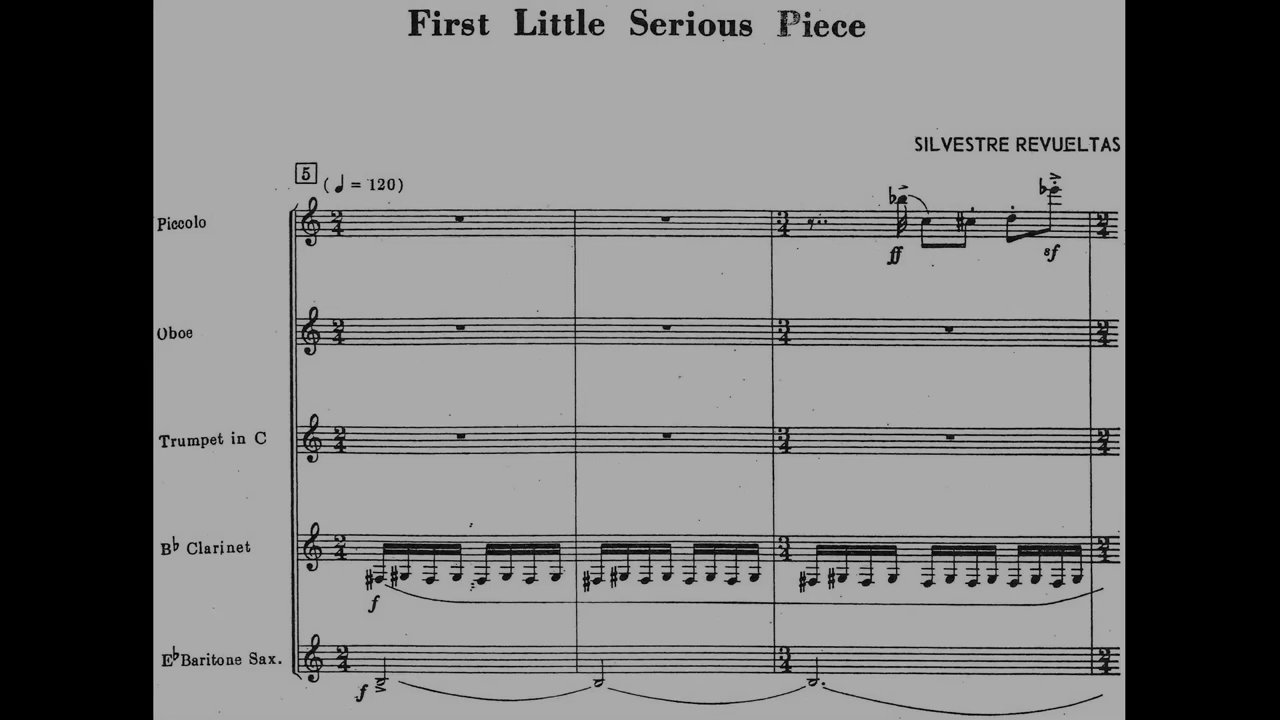 First Little Serious Piece
SILVESTRE REVUELTAS
5
(♩ = 120)
Piccolo
ff
sf
Oboe
Trumpet in C
B♭ Clarinet
f
E♭ Baritone Sax.
f